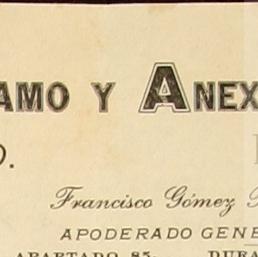 AMO Y ANEX
O.
Francisco Gómez
APODERADO GENE
APARTADO 85. DURA